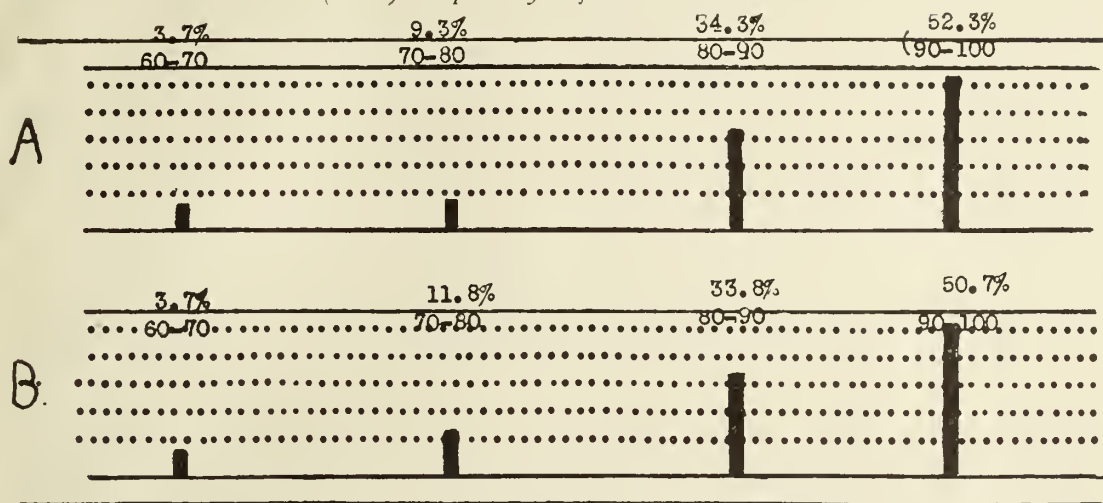 3.7% 9.3% 34.3% 52.3%
60-70 70-80 80-90 (90-100
A
3.7% 11.8% 33.8% 50.7%
60-70 70-80 80-90 90-100
B.